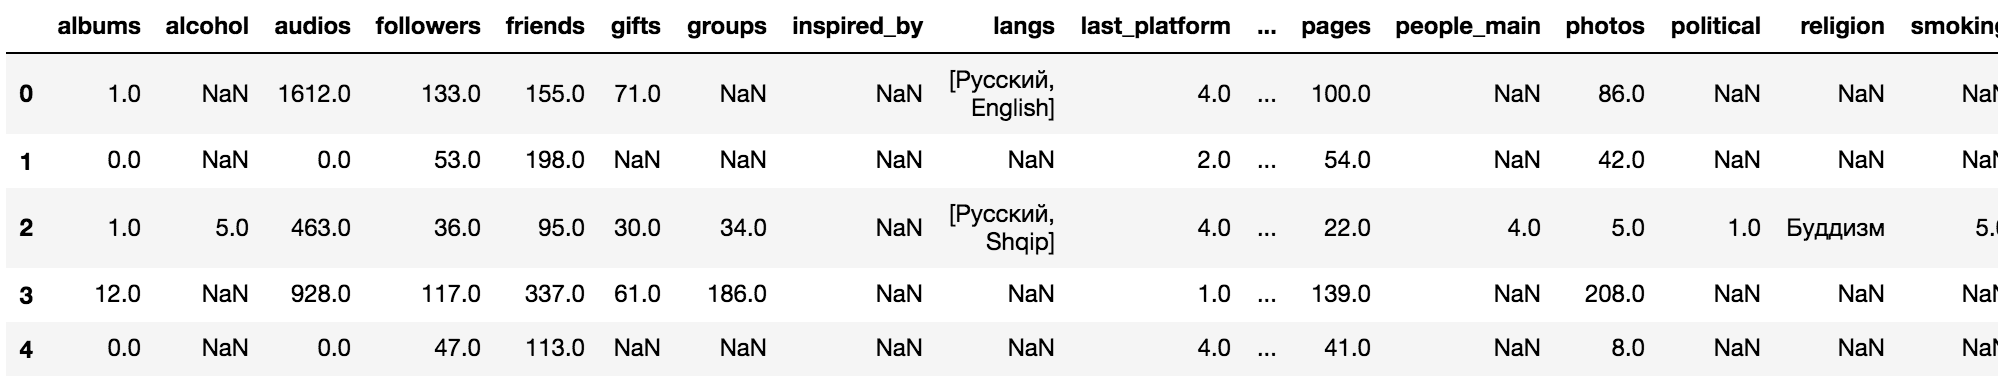 albums alcohol audios followers friends gifts groups inspired_by langs last_platform ... pages people_main photos political religion smoking
0 1.0 NaN 1612.0 133.0 155.0 71.0 NaN NaN [Русский, English] 4.0 ... 100.0 NaN 86.0 NaN NaN NaN
1 0.0 NaN 0.0 53.0 198.0 NaN NaN NaN NaN 2.0 ... 54.0 NaN 42.0 NaN NaN NaN
2 1.0 5.0 463.0 36.0 95.0 30.0 34.0 NaN [Русский, Shqip] 4.0 ... 22.0 4.0 5.0 1.0 Буддизм 5.0
3 12.0 NaN 928.0 117.0 337.0 61.0 186.0 NaN NaN 1.0 ... 139.0 NaN 208.0 NaN NaN NaN
4 0.0 NaN 0.0 47.0 113.0 NaN NaN NaN NaN 4.0 ... 41.0 NaN 8.0 NaN NaN NaN